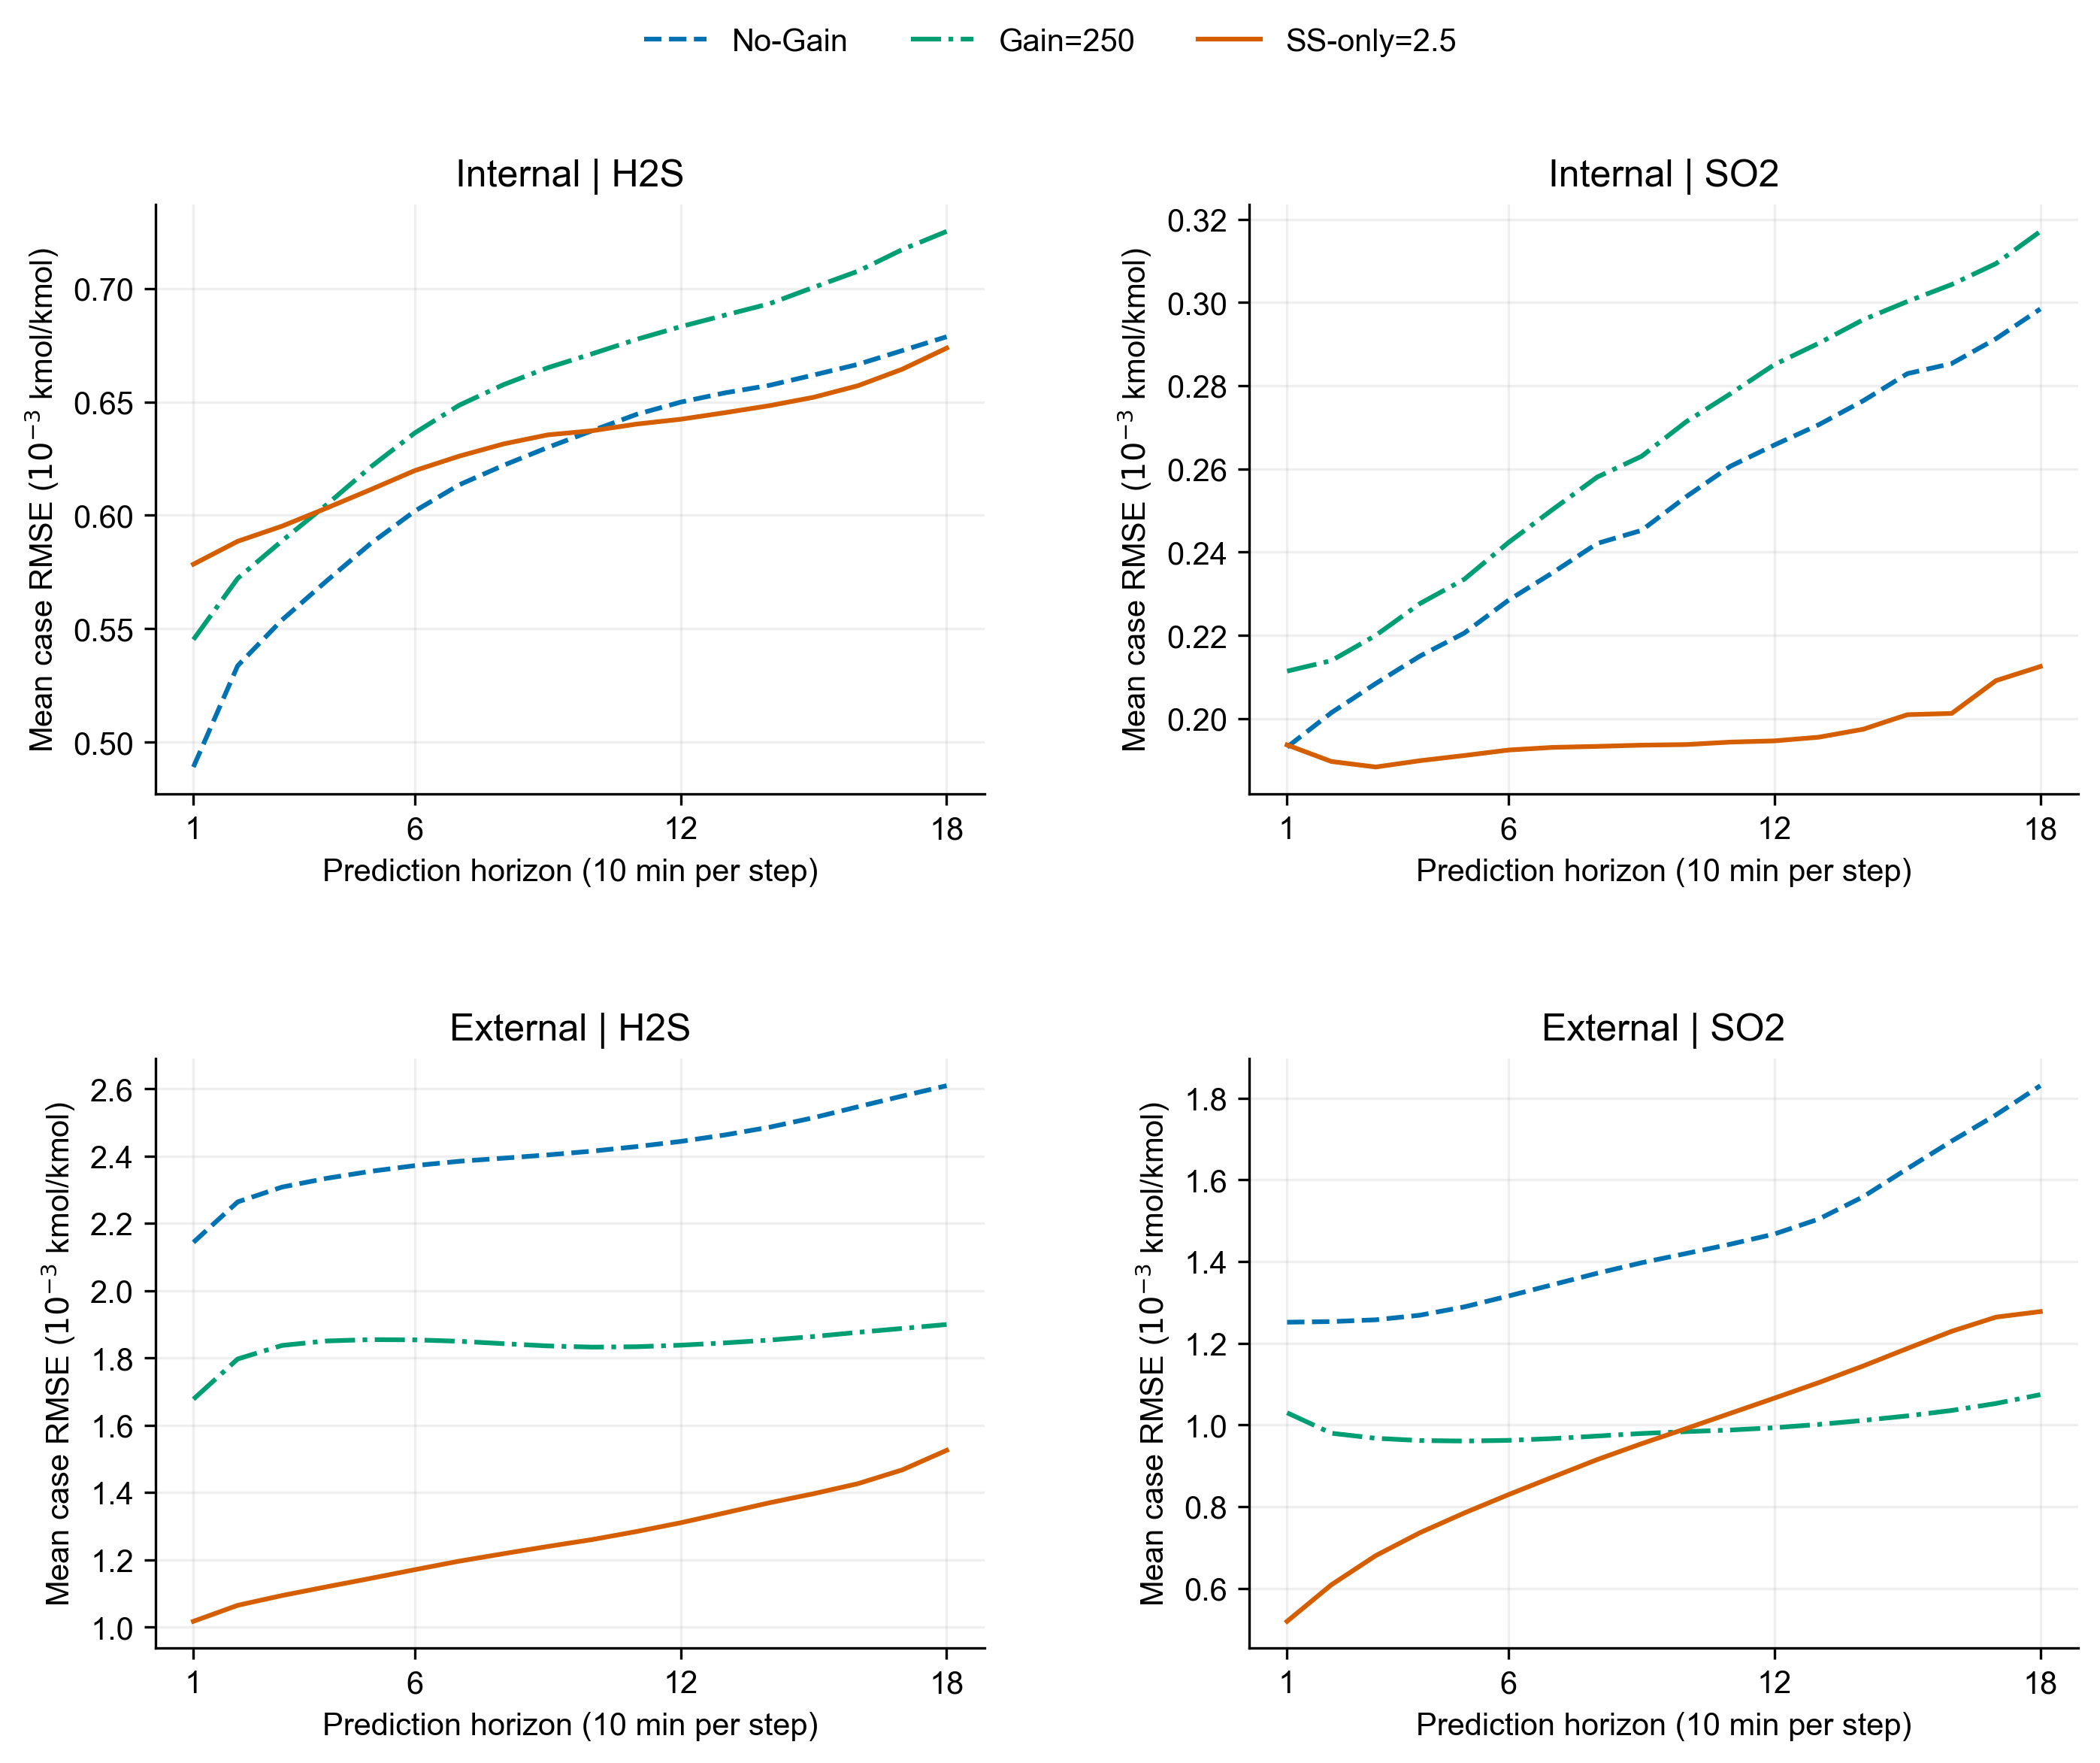 No-Gain Gain=250 SS-only=2.5
Internal | H2S
Mean case RMSE (10⁻³ kmol/kmol)
0.70
0.65
0.60
0.55
0.50
1 6 12 18
Prediction horizon (10 min per step)
Internal | SO2
Mean case RMSE (10⁻³ kmol/kmol)
0.32
0.30
0.28
0.26
0.24
0.22
0.20
1 6 12 18
Prediction horizon (10 min per step)
External | H2S
Mean case RMSE (10⁻³ kmol/kmol)
2.6
2.4
2.2
2.0
1.8
1.6
1.4
1.2
1.0
1 6 12 18
Prediction horizon (10 min per step)
External | SO2
Mean case RMSE (10⁻³ kmol/kmol)
1.8
1.6
1.4
1.2
1.0
0.8
0.6
1 6 12 18
Prediction horizon (10 min per step)